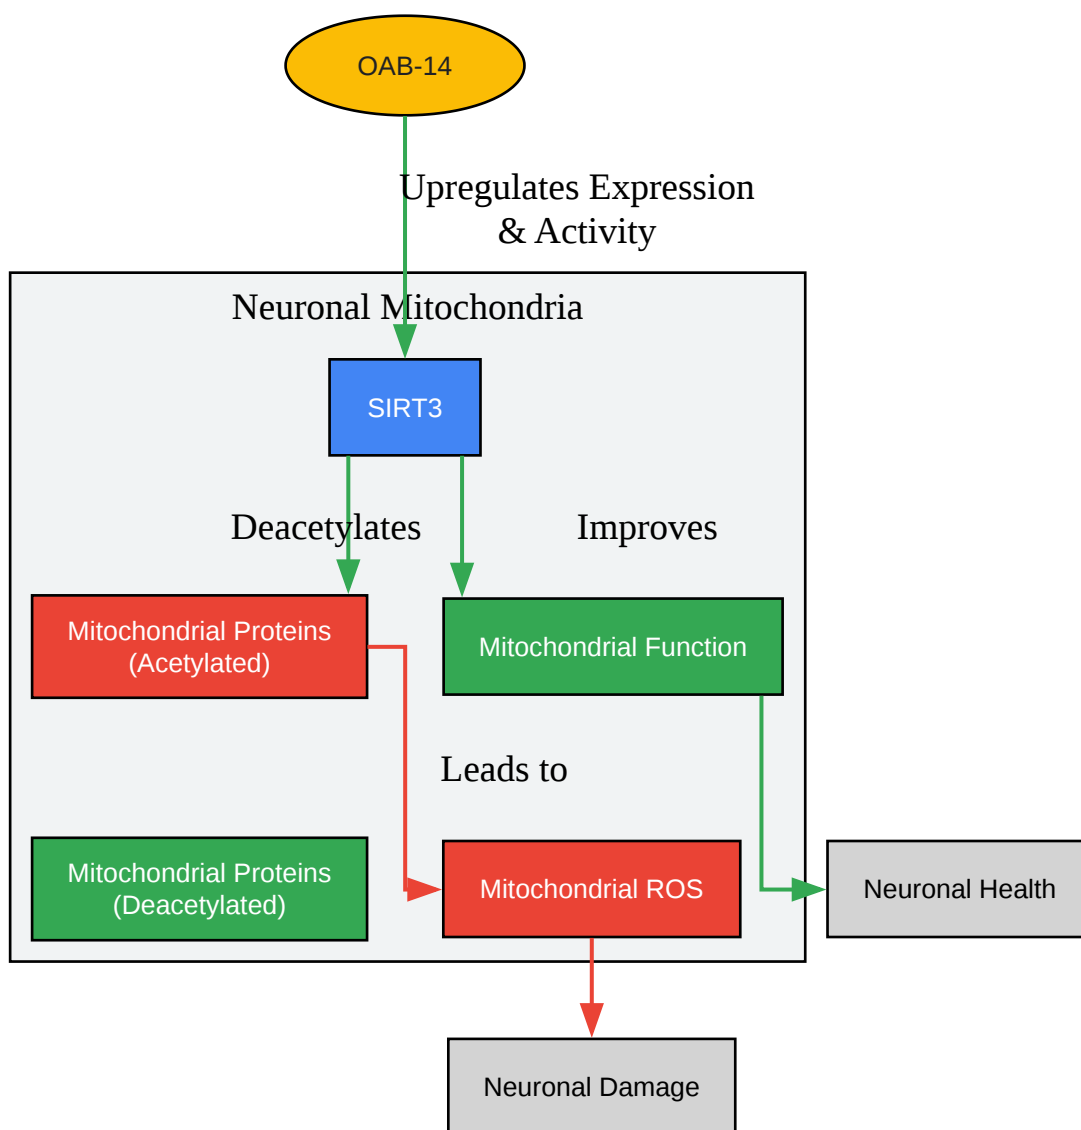 OAB-14
Upregulates Expression
& Activity
Neuronal Mitochondria
SIRT3
Deacetylates
Improves
Mitochondrial Proteins
(Acetylated)
Mitochondrial Function
Leads to
Mitochondrial Proteins
(Deacetylated)
Mitochondrial ROS
Neuronal Health
Neuronal Damage